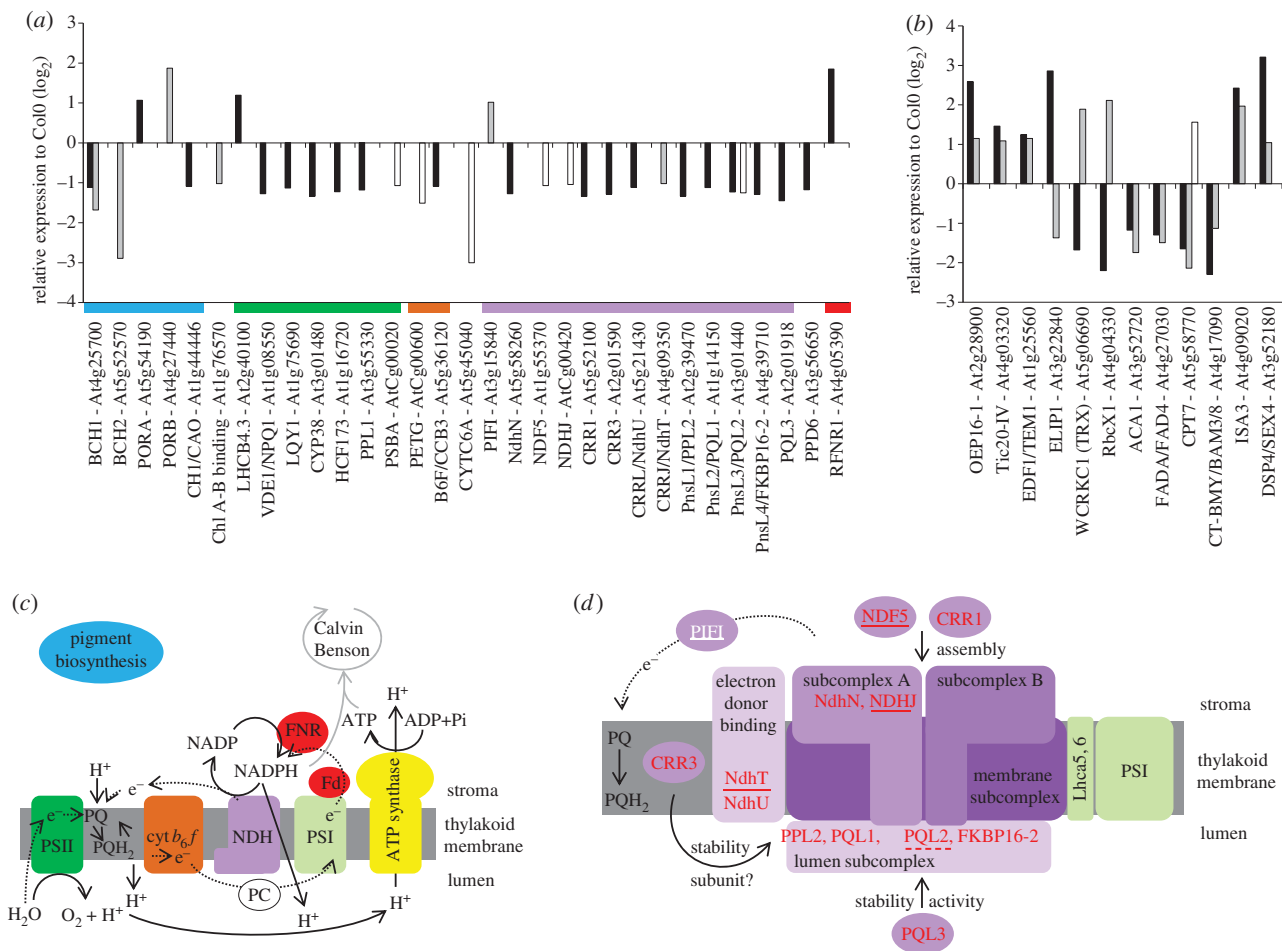 (a)
relative expression to Col0 (log2)
4
3
2
1
0
–1
–2
–3
–4
BCH1 - At4g25700
BCH2 - At5g52570
PORA - At5g54190
PORB - At4g27440
CH1/CAO - At1g44446
Chl A-B binding - At1g76570
LHCB4.3 - At2g40100
VDE1/NPQ1 - At1g08550
LQY1 - At1g75690
CYP38 - At3g01480
HCF173 - At1g16720
PPL1 - At3g55330
PSBA - AtCg00020
PETG - AtCg00600
B6F/CCB3 - At5g36120
CYTC6A - At5g45040
PIFI - At3g15840
NdhN - At5g58260
NDF5 - At1g55370
NDHJ - AtCg00420
CRR1 - At5g52100
CRR3 - At2g01590
CRRL/NdhU - At5g21430
CRRJ/NdhT - At4g09350
PnsL1/PPL2 - At2g39470
PnsL2/PQL1 - At1g14150
PnsL3/PQL2 - At3g01440
PnsL4/FKBP16-2 - At4g39710
PQL3 - At2g01918
PPD6 - At3g56650
RFNR1 - At4g05390
(b)
relative expression to Col0 (log2)
4
3
2
1
0
–1
–2
–3
OEP16-1 - At2g28900
Tic20-IV - At4g03320
EDF1/TEM1 - At1g25560
ELIP1 - At3g22840
WCRKC1 (TRX) - At5g06690
RbcX1 - At4g04330
ACA1 - At3g52720
FADA/FAD4 - At4g27030
CPT7 - At5g58770
CT-BMY/BAM3/8 - At4g17090
ISA3 - At4g09020
DSP4/SEX4 - At3g52180
(c)
pigment
biosynthesis
Calvin
Benson
H+
ATP
ADP+Pi
FNR
NADP
NADPH
Fd
H+
e–
e–
PQ
PQH2
PSII
cyt b6f
e–
NDH
PSI
e–
ATP synthase
stroma
thylakoid
membrane
lumen
PC
H+
H2O
O2 + H+
H+
H+
(d)
PIFI
NDF5
CRR1
assembly
e–
electron
donor
binding
subcomplex A
NdhN, NDHJ
subcomplex B
stroma
PQ
PQH2
CRR3
NdhT
NdhU
membrane
subcomplex
Lhca5, 6
PSI
thylakoid
membrane
lumen
PPL2, PQL1, PQL2, FKBP16-2
lumen subcomplex
stability
subunit?
stability
activity
PQL3